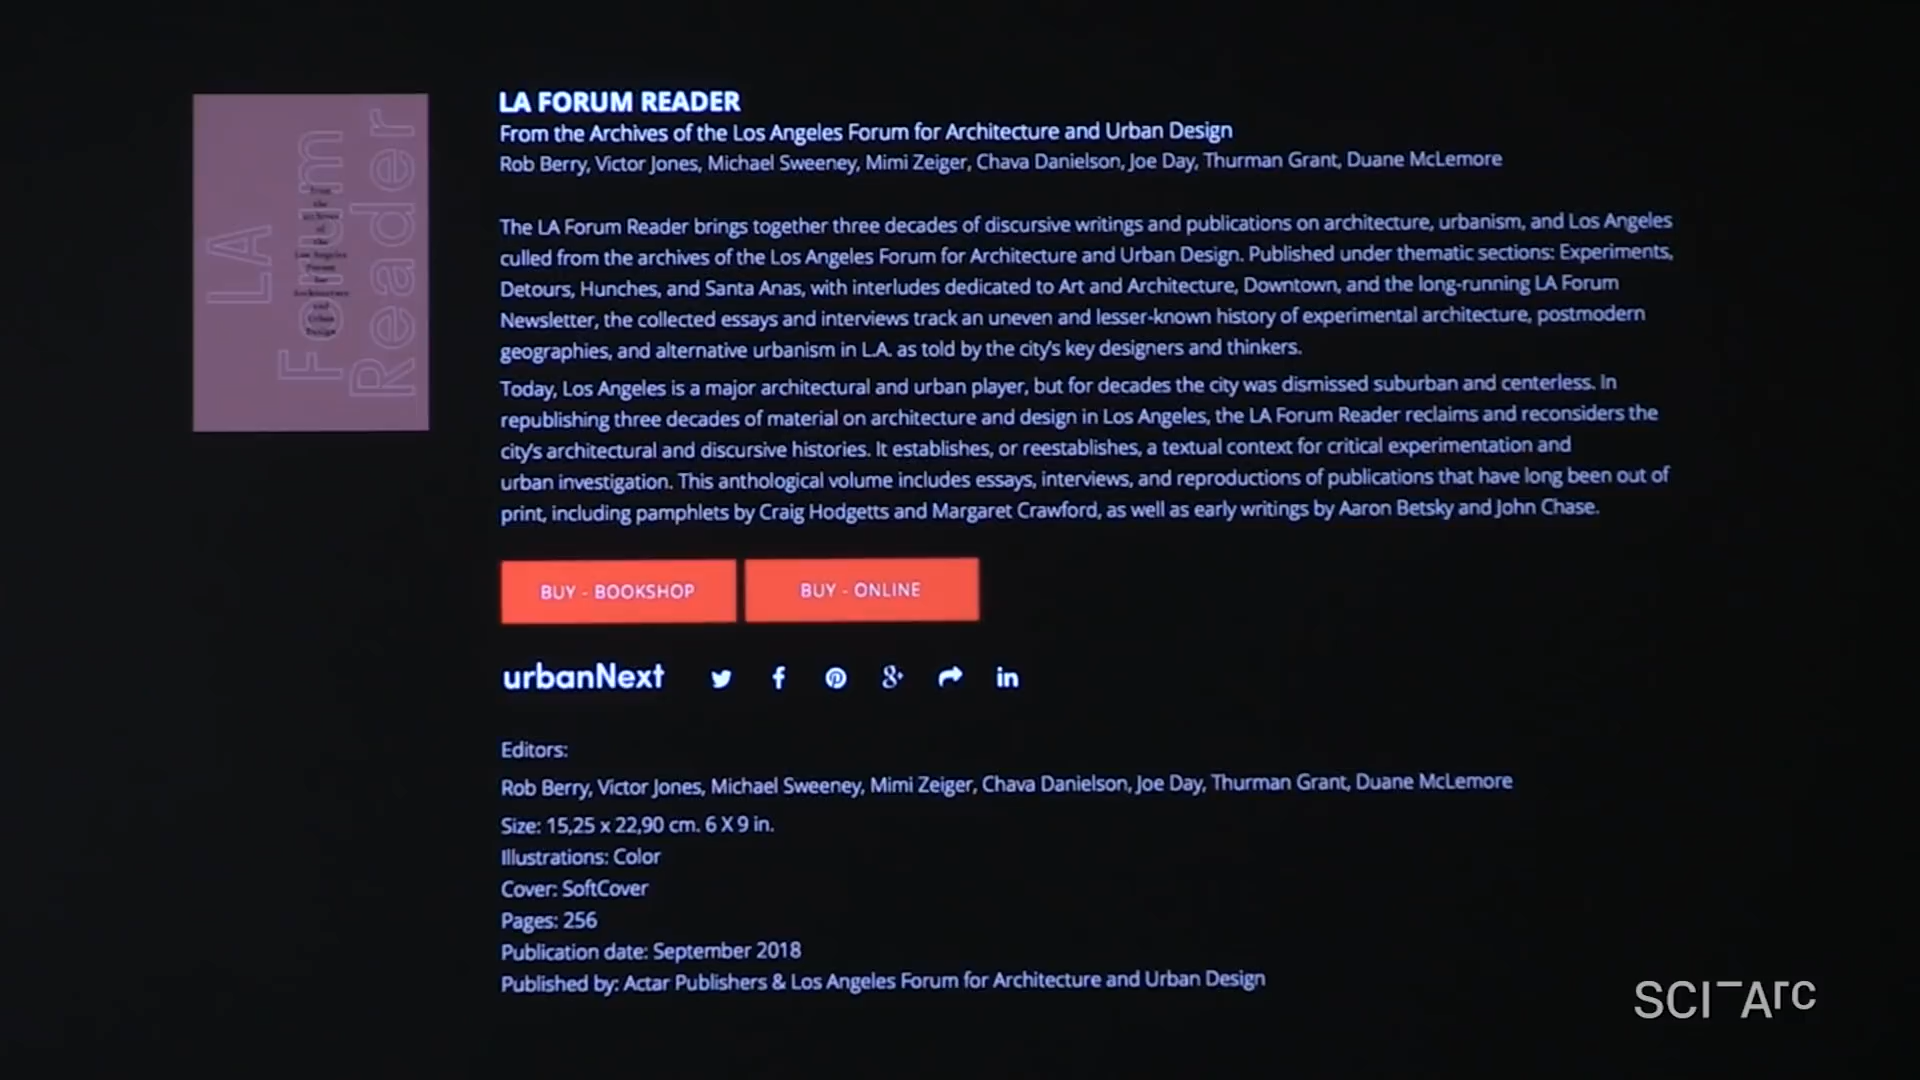 LA Forum Reader
from
the
archives
of
the
Los Angeles
Forum
for
Architecture
and
Urban
Design
LA FORUM READER
From the Archives of the Los Angeles Forum for Architecture and Urban Design
Rob Berry, Victor Jones, Michael Sweeney, Mimi Zeiger, Chava Danielson, Joe Day, Thurman Grant, Duane McLemore
The LA Forum Reader brings together three decades of discursive writings and publications on architecture, urbanism, and Los Angeles
culled from the archives of the Los Angeles Forum for Architecture and Urban Design. Published under thematic sections: Experiments,
Detours, Hunches, and Santa Anas, with interludes dedicated to Art and Architecture, Downtown, and the long-running LA Forum
Newsletter, the collected essays and interviews track an uneven and lesser-known history of experimental architecture, postmodern
geographies, and alternative urbanism in L.A. as told by the city's key designers and thinkers.
Today, Los Angeles is a major architectural and urban player, but for decades the city was dismissed suburban and centerless. In
republishing three decades of material on architecture and design in Los Angeles, the LA Forum Reader reclaims and reconsiders the
city's architectural and discursive histories. It establishes, or reestablishes, a textual context for critical experimentation and
urban investigation. This anthological volume includes essays, interviews, and reproductions of publications that have long been out of
print, including pamphlets by Craig Hodgetts and Margaret Crawford, as well as early writings by Aaron Betsky and John Chase.
BUY - BOOKSHOP BUY - ONLINE
urbanNext
Editors:
Rob Berry, Victor Jones, Michael Sweeney, Mimi Zeiger, Chava Danielson, Joe Day, Thurman Grant, Duane McLemore
Size: 15,25 x 22,90 cm. 6 X 9 in.
Illustrations: Color
Cover: SoftCover
Pages: 256
Publication date: September 2018
Published by: Actar Publishers & Los Angeles Forum for Architecture and Urban Design
SCI-Arc